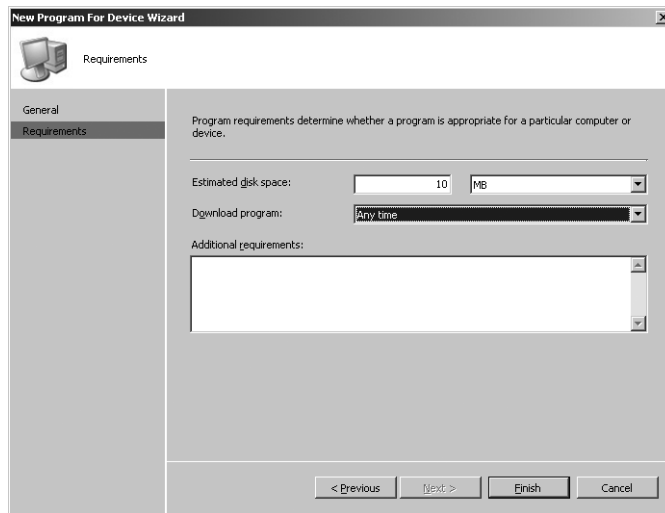 New Program For Device Wizard
Requirements
General
Requirements
Program requirements determine whether a program is appropriate for a particular computer or
device.
Estimated disk space:
10
MB
Download program:
Any time
Additional requirements:
< Previous
Next >
Finish
Cancel